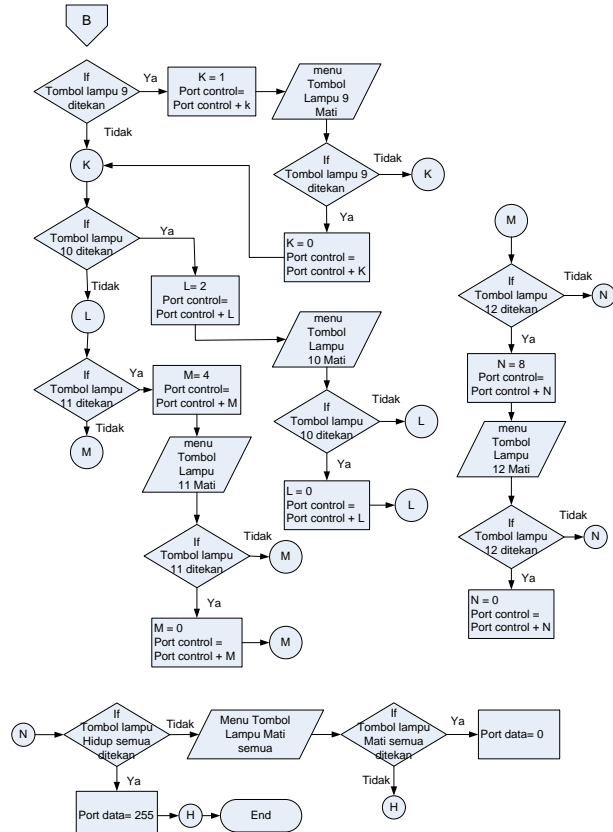 B
If
Tombol lampu 9
ditekan
Ya
K = 1
Port control=
Port control + k
menu
Tombol
Lampu 9
Mati
Tidak
K
If
Tombol lampu 9
ditekan
Tidak
K
Ya
K = 0
Port control =
Port control + K
If
Tombol lampu
10 ditekan
Ya
L= 2
Port control=
Port control + L
Tidak
L
menu
Tombol
Lampu
10 Mati
If
Tombol lampu
10 ditekan
Tidak
L
Ya
L = 0
Port control =
Port control + L
L
If
Tombol lampu
11 ditekan
Ya
M= 4
Port control=
Port control + M
Tidak
M
menu
Tombol
Lampu
11 Mati
If
Tombol lampu
11 ditekan
Tidak
M
Ya
M = 0
Port control =
Port control + M
M
M
If
Tombol lampu
12 ditekan
Tidak
N
Ya
N = 8
Port control=
Port control + N
menu
Tombol
Lampu
12 Mati
If
Tombol lampu
12 ditekan
Tidak
N
Ya
N = 0
Port control =
Port control + N
N
If
Tombol lampu
Hidup semua
ditekan
Tidak
Menu Tombol
Lampu Mati
semua
If
Tombol lampu
Mati semua
ditekan
Ya
Port data= 0
Tidak
H
Ya
Port data= 255
H
End